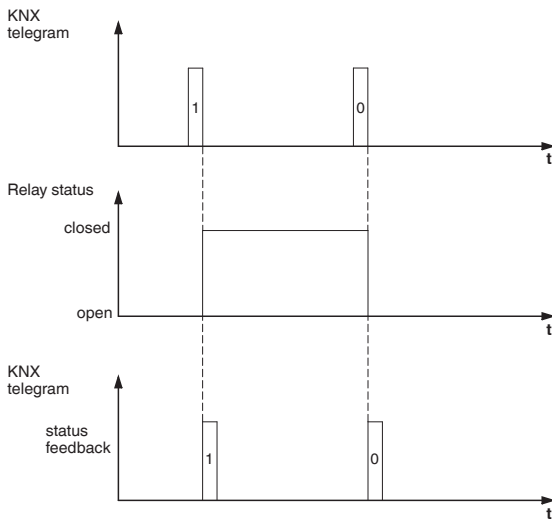 KNX
telegram
1
0
t
Relay status
closed
open
t
KNX
telegram
status
feedback
1
0
t